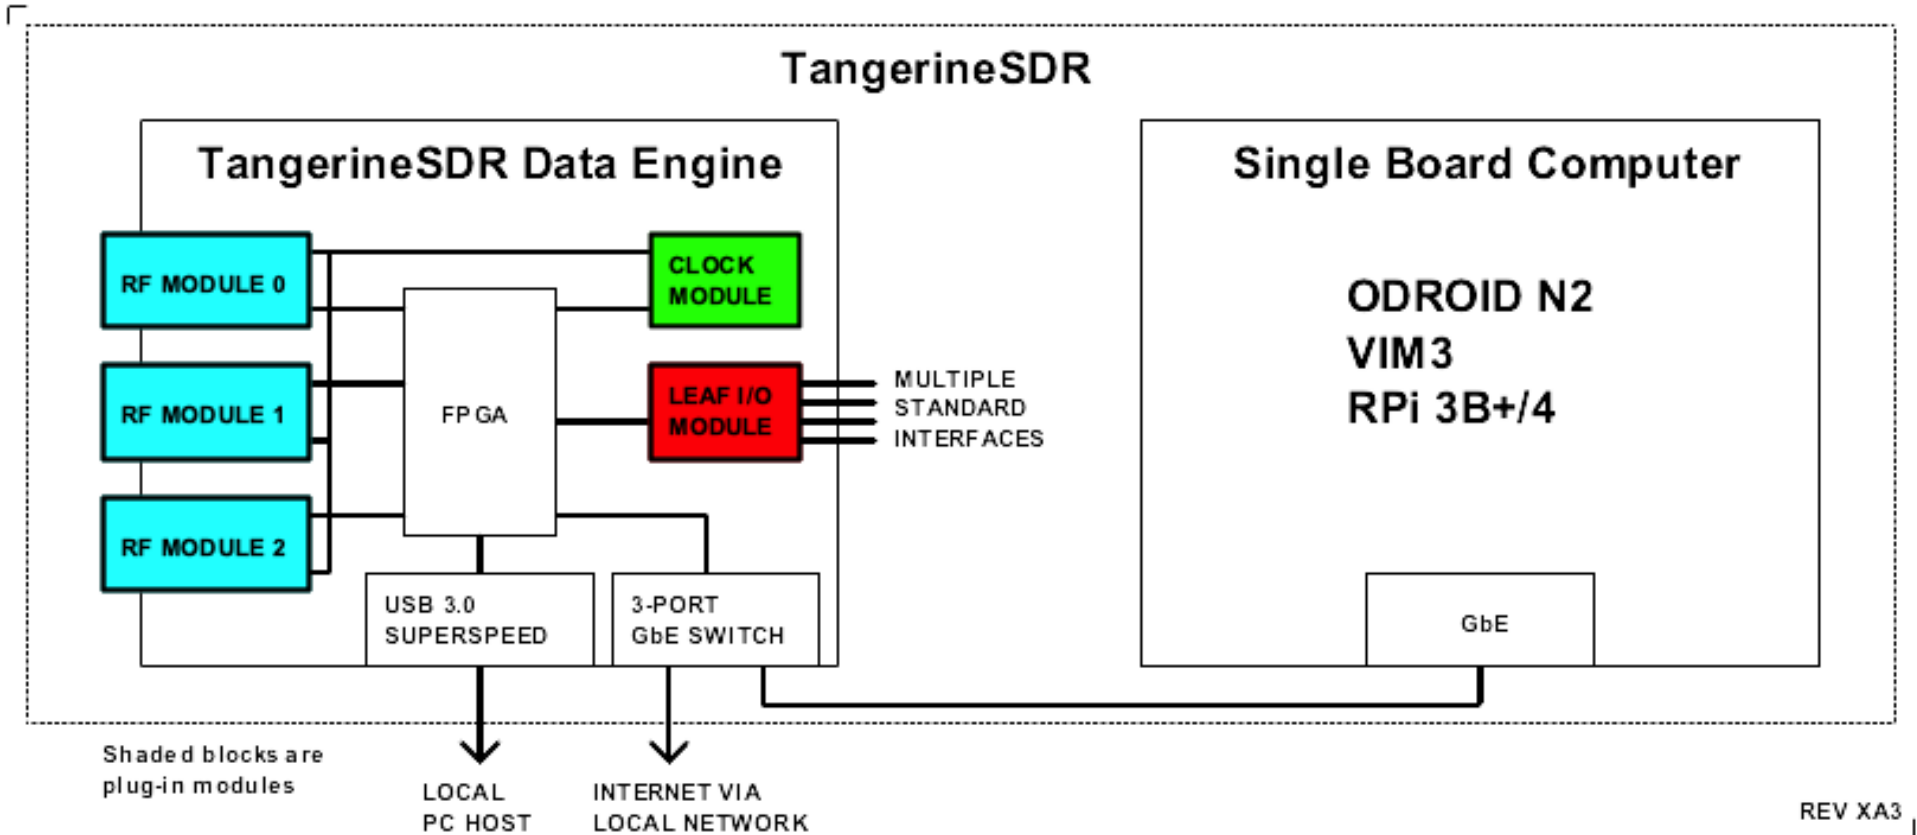 TangerineSDR
TangerineSDR Data Engine
Single Board Computer
RF MODULE 0
CLOCK
MODULE
ODROID N2
VIM3
RPi 3B+/4
RF MODULE 1
FPGA
LEAF I/O
MODULE
MULTIPLE
STANDARD
INTERFACES
RF MODULE 2
USB 3.0
SUPERSPEED
3-PORT
GbE SWITCH
GbE
Shaded blocks are
plug-in modules
LOCAL
PC HOST
INTERNET VIA
LOCAL NETWORK
REV XA3